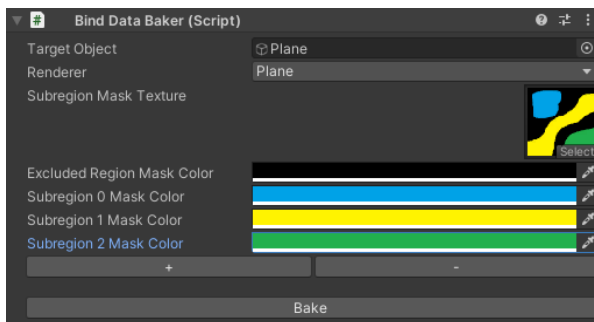 Bind Data Baker (Script)
Target Object Plane
Renderer Plane
Subregion Mask Texture
Select
Excluded Region Mask Color
Subregion 0 Mask Color
Subregion 1 Mask Color
Subregion 2 Mask Color
+ -
Bake